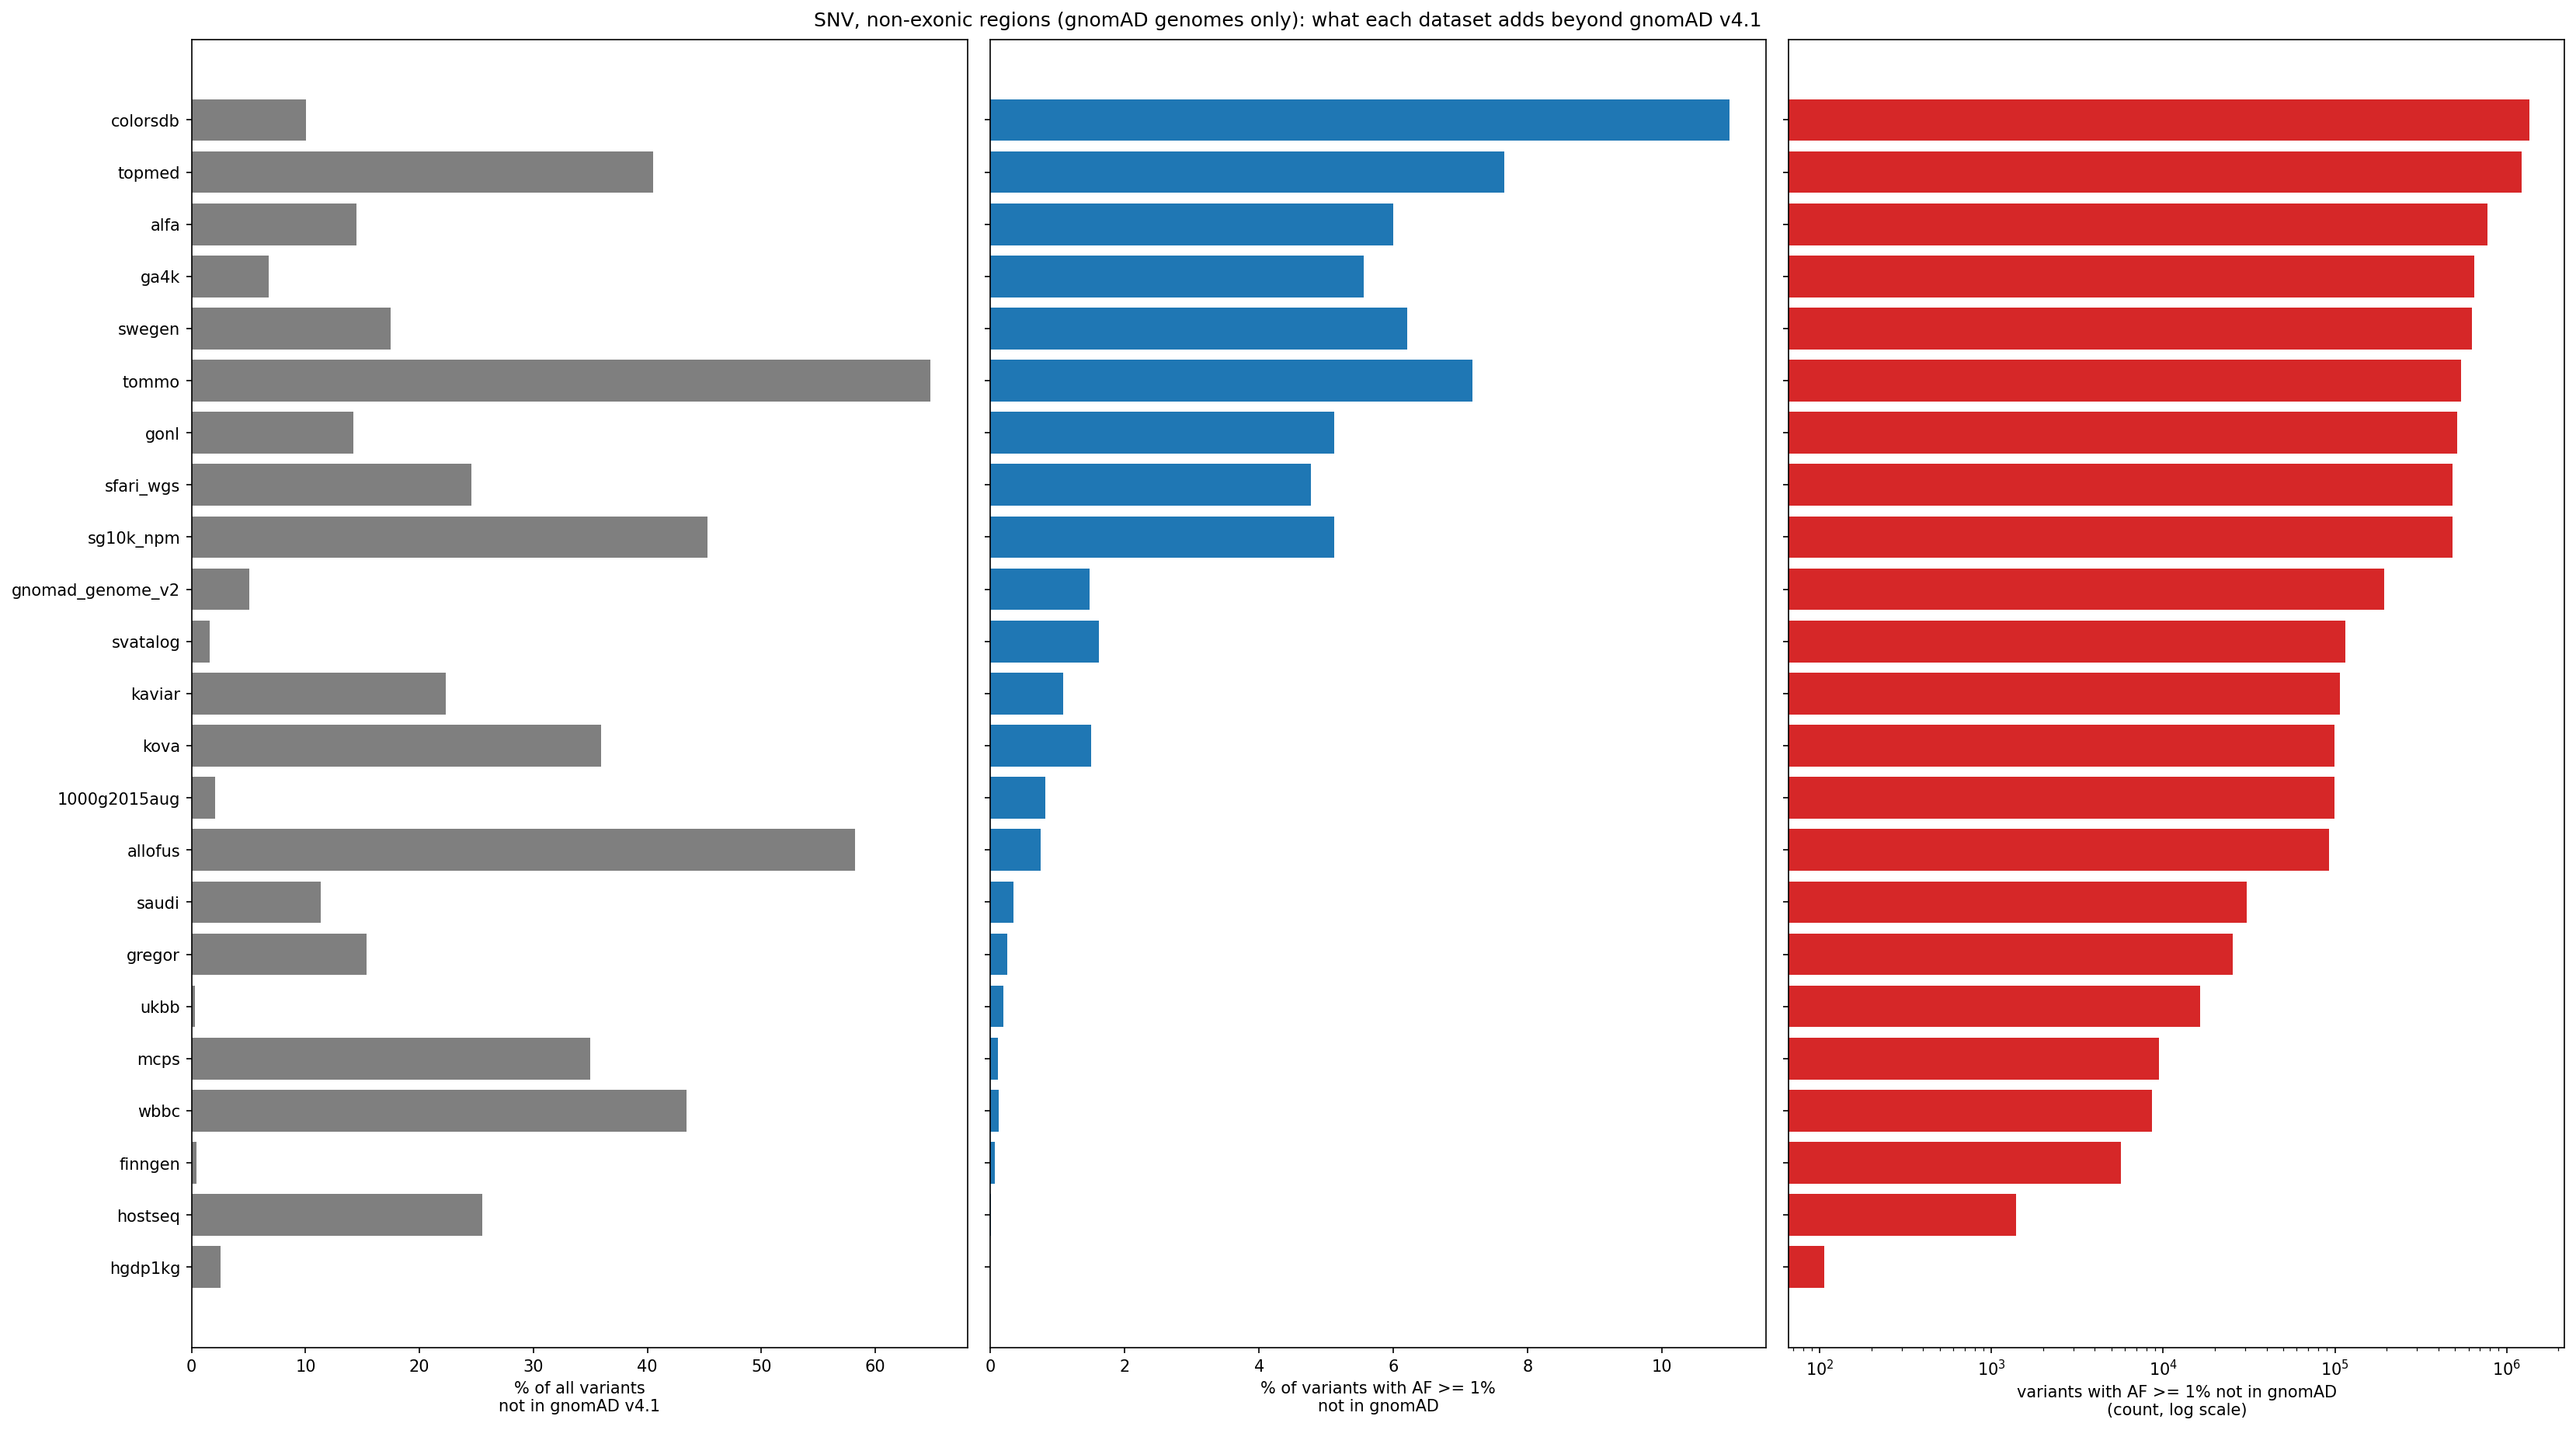 SNV, non-exonic regions (gnomAD genomes only): what each dataset adds beyond gnomAD v4.1
colorsdb
topmed
alfa
ga4k
swegen
tommo
gonl
sfari_wgs
sg10k_npm
gnomad_genome_v2
svatalog
kaviar
kova
1000g2015aug
allofus
saudi
gregor
ukbb
mcps
wbbc
finngen
hostseq
hgdp1kg
0 10 20 30 40 50 60
% of all variants
not in gnomAD v4.1
0 2 4 6 8 10
% of variants with AF >= 1%
not in gnomAD
10² 10³ 10⁴ 10⁵ 10⁶
variants with AF >= 1% not in gnomAD
(count, log scale)